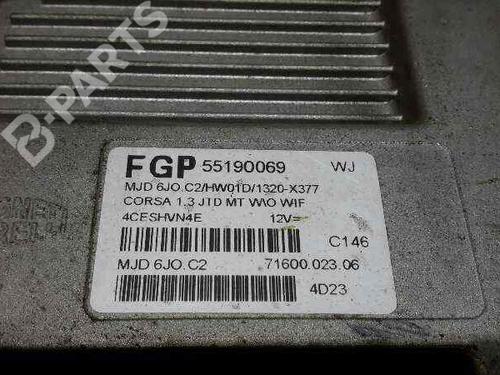 B-PARTS
FGP 55190069 WJ
MJD 6JO.C2/HW01D/1320-X377
CORSA 1.3 JTD MT W\O WIF
4CESHVN4E 12V=
C146
MJD 6JO.C2 71600.023.06
4D23